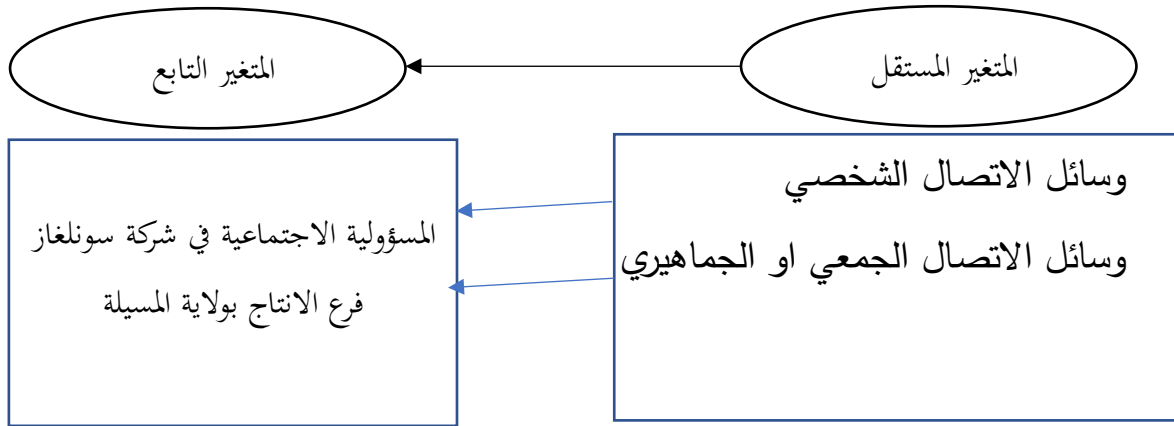 المتغير المستقل
المتغير التابع
وسائل الاتصال الشخصي
وسائل الاتصال الجمعي او الجماهيري
المسؤولية الاجتماعية في شركة سونلغاز
فرع الانتاج بولاية المسيلة